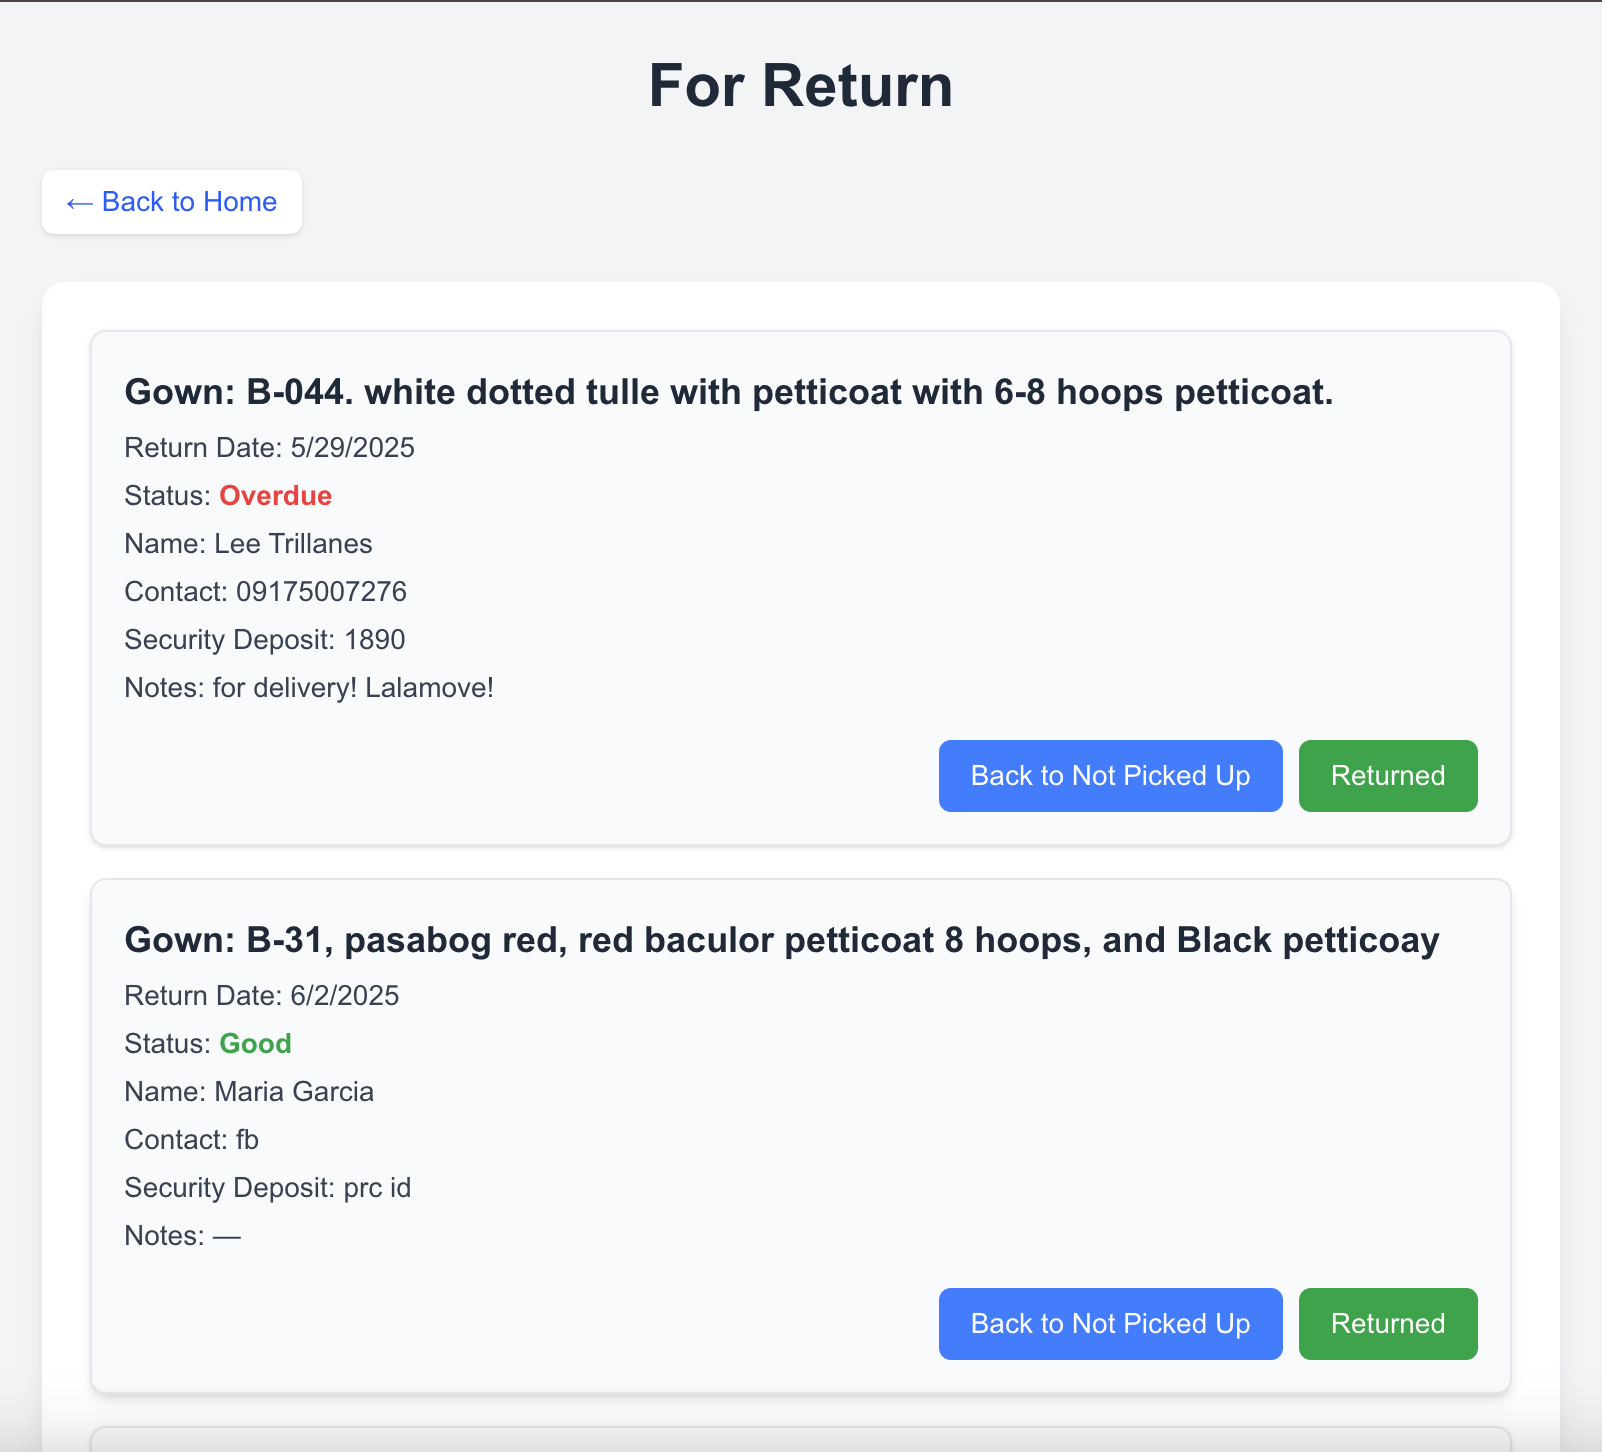 For Return
← Back to Home
Gown: B-044. white dotted tulle with petticoat with 6-8 hoops petticoat.
Return Date: 5/29/2025
Status: Overdue
Name: Lee Trillanes
Contact: 09175007276
Security Deposit: 1890
Notes: for delivery! Lalamove!
Back to Not Picked Up
Returned
Gown: B-31, pasabog red, red baculor petticoat 8 hoops, and Black petticoay
Return Date: 6/2/2025
Status: Good
Name: Maria Garcia
Contact: fb
Security Deposit: prc id
Notes: —
Back to Not Picked Up
Returned